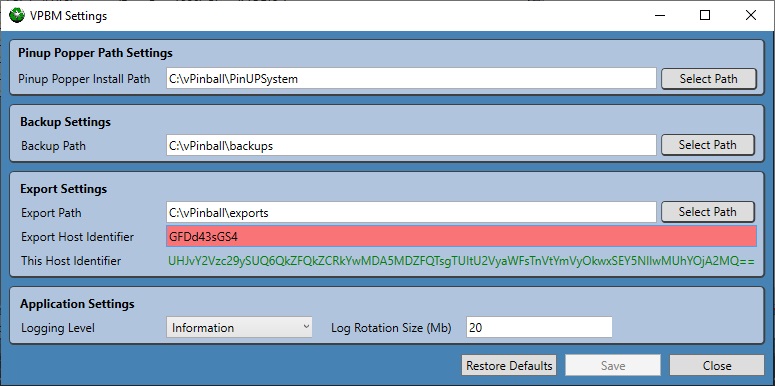 VPBM Settings
Pinup Popper Path Settings
Pinup Popper Install Path C:\vPinball\PinUPSystem Select Path
Backup Settings
Backup Path C:\vPinball\backups Select Path
Export Settings
Export Path C:\vPinball\exports Select Path
Export Host Identifier GFDd43sGS4
This Host Identifier UHJvY2Vzc29ySUQ6QkZFQkZCRkYwMDA5MDZFQTsgTUItU2VyaWFsTnVtYmVyOkwxSEY5NIIwMUhYOjA2MQ==
Application Settings
Logging Level Information Log Rotation Size (Mb) 20
Restore Defaults Save Close